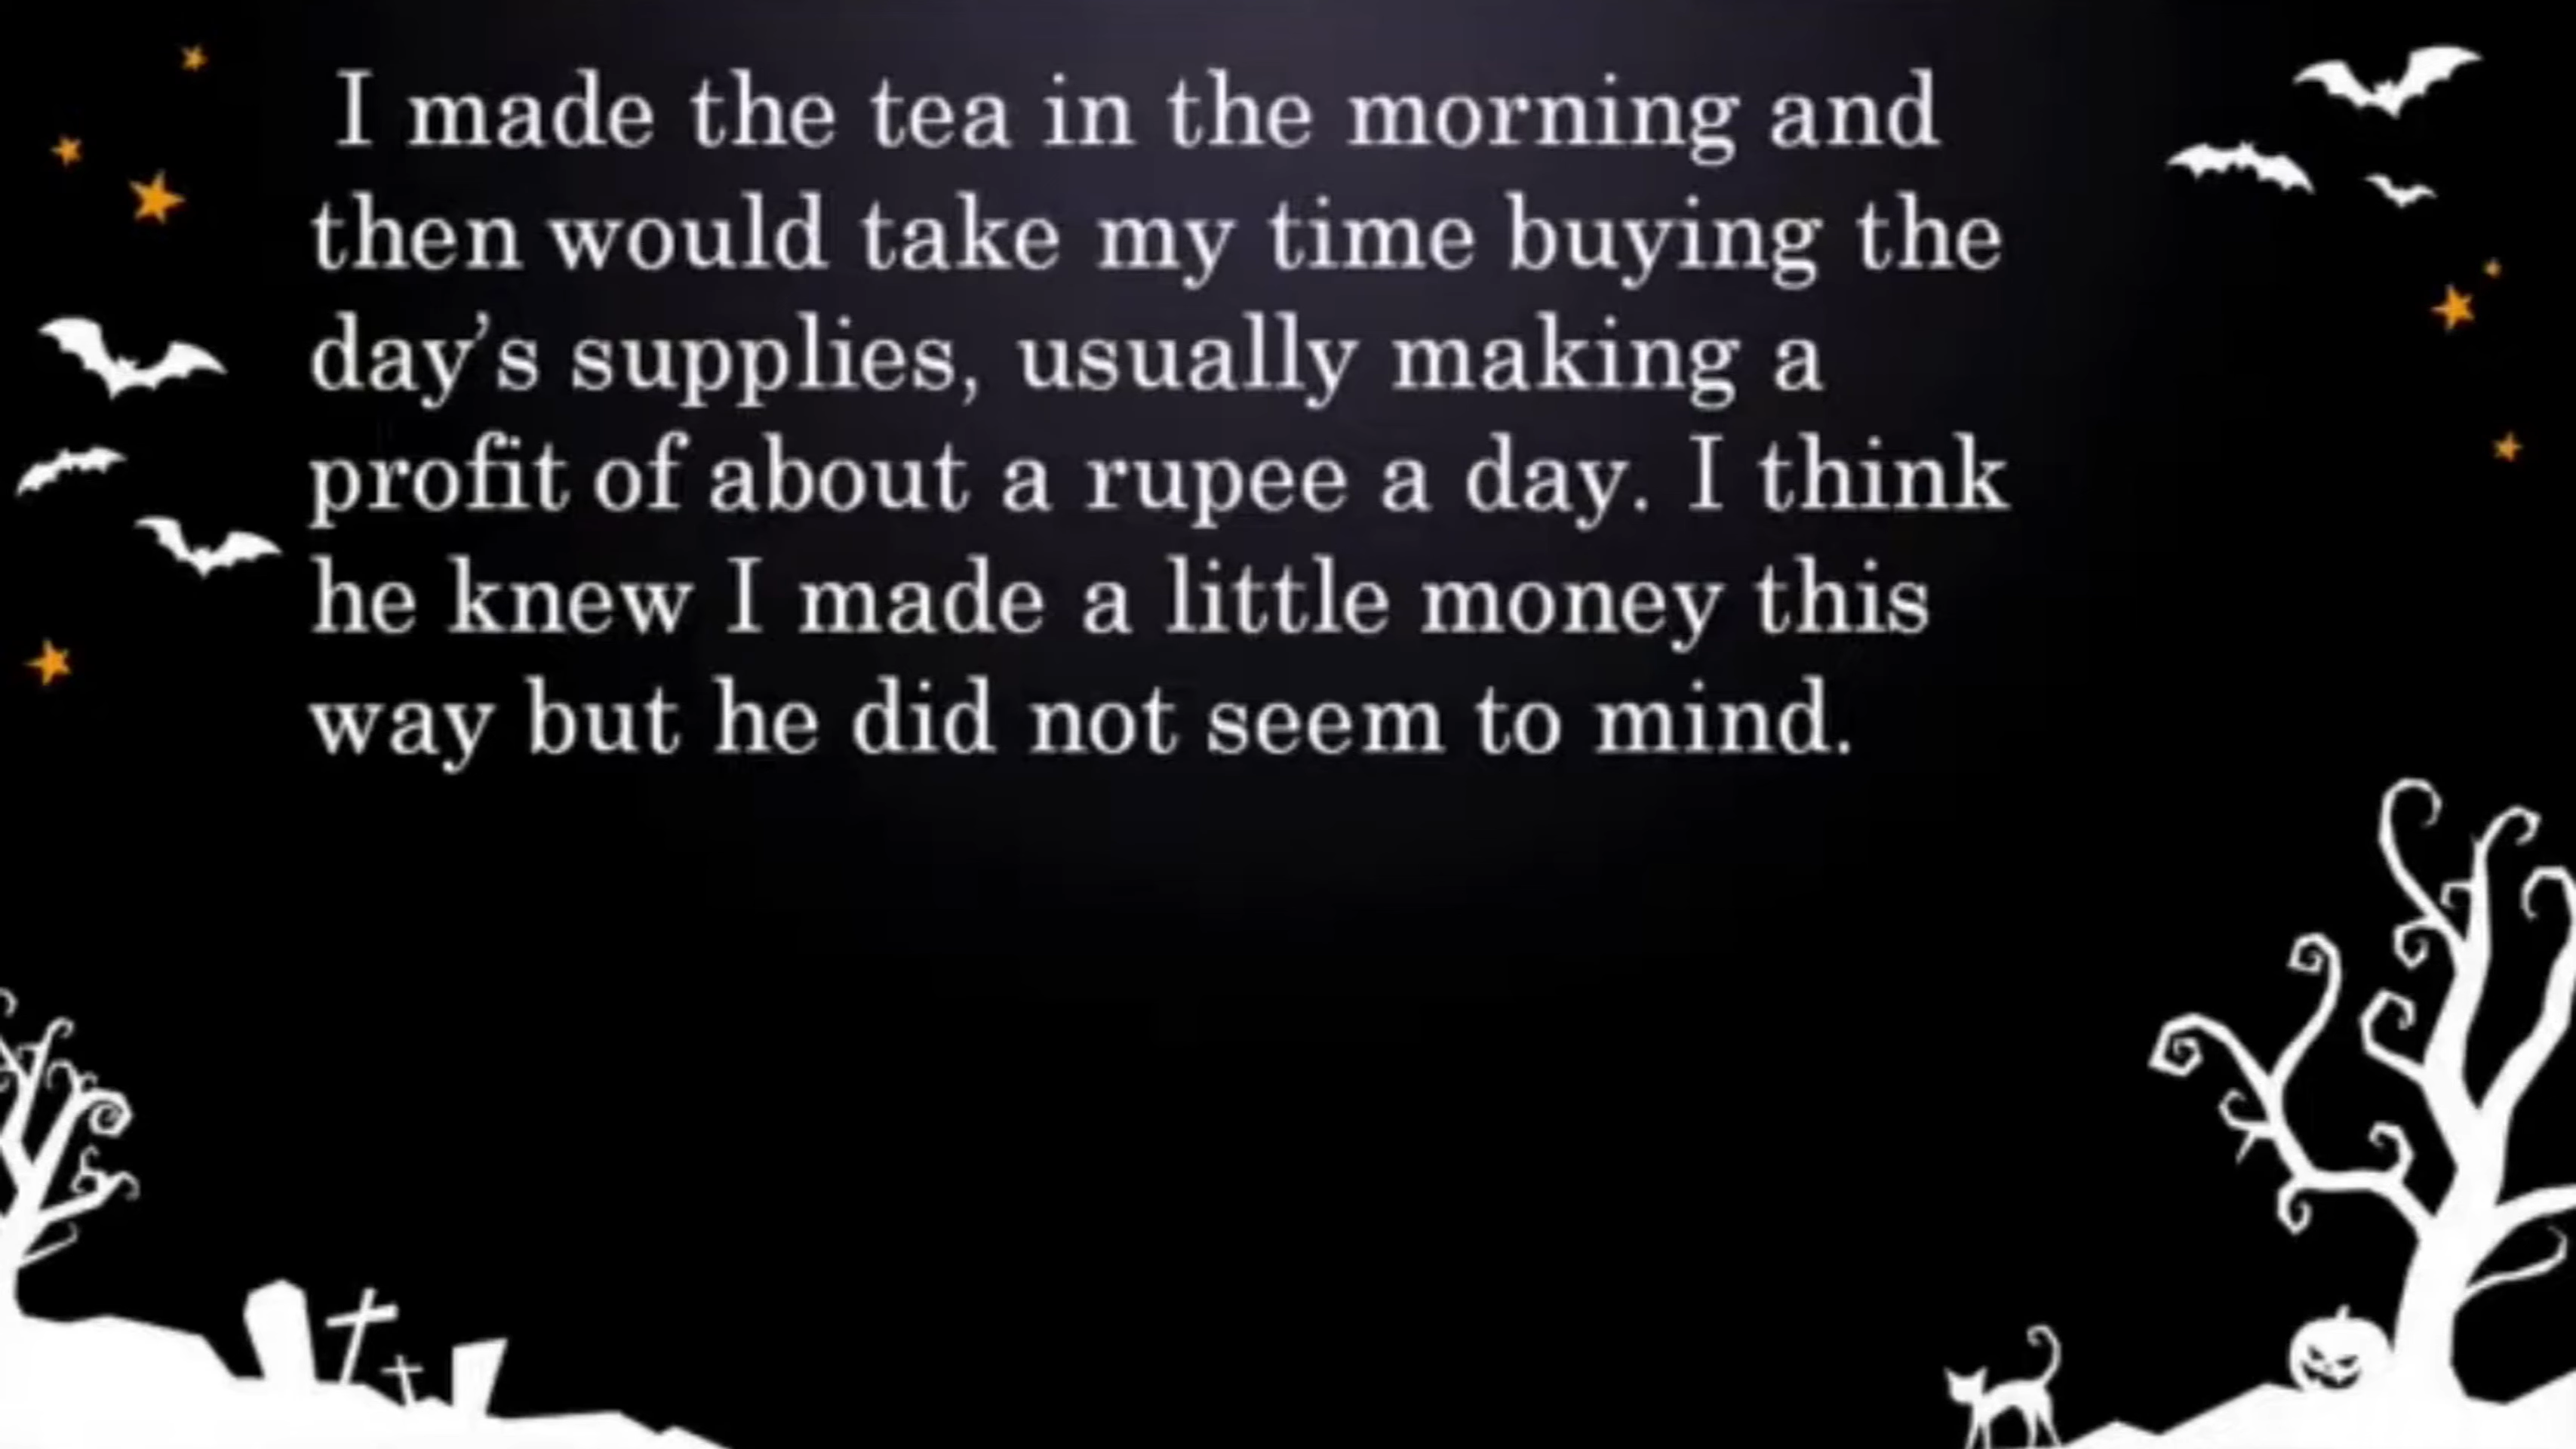 I made the tea in the morning and
then would take my time buying the
day’s supplies, usually making a
profit of about a rupee a day. I think
he knew I made a little money this
way but he did not seem to mind.